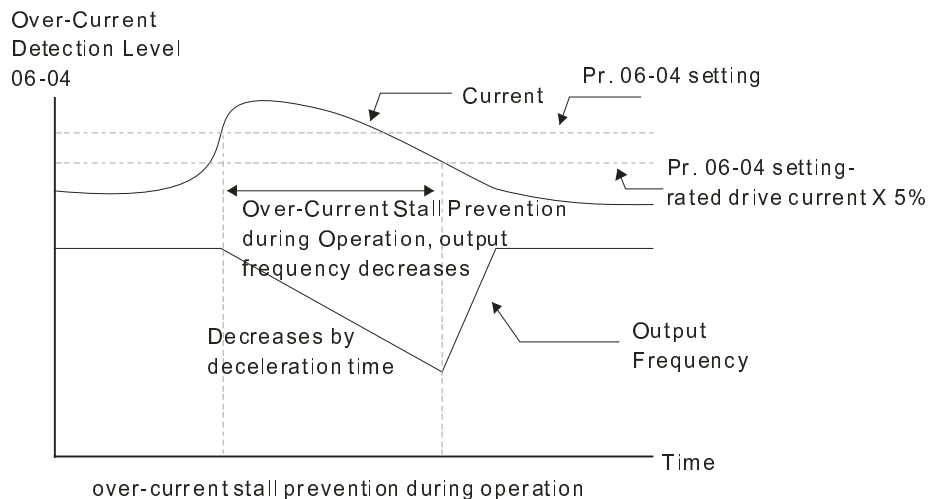 Over-Current
Detection Level
06-04
Pr. 06-04 setting
Current
Pr. 06-04 setting-
rated drive current X 5%
Over-Current Stall Prevention
during Operation, output
frequency decreases
Decreases by
deceleration time
Output
Frequency
Time
over-current stall prevention during operation